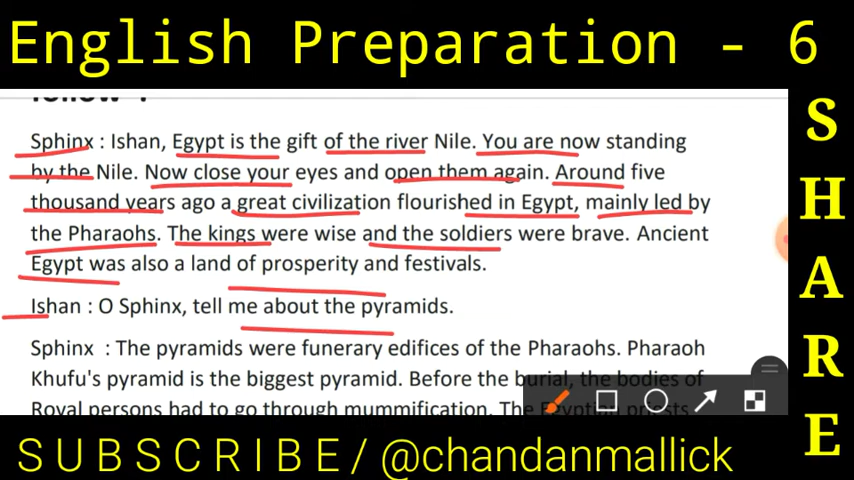 English Preparation - 6
follow :
Sphinx : Ishan, Egypt is the gift of the river Nile. You are now standing
by the Nile. Now close your eyes and open them again. Around five
thousand years ago a great civilization flourished in Egypt, mainly led by
the Pharaohs. The kings were wise and the soldiers were brave. Ancient
Egypt was also a land of prosperity and festivals.
Ishan : O Sphinx, tell me about the pyramids.
Sphinx : The pyramids were funerary edifices of the Pharaohs. Pharaoh
Khufu's pyramid is the biggest pyramid. Before the burial, the bodies of
Royal persons had to go through mummification. The Egyptian priests
SHARE
SUBSCRIBE/@chandanmallick